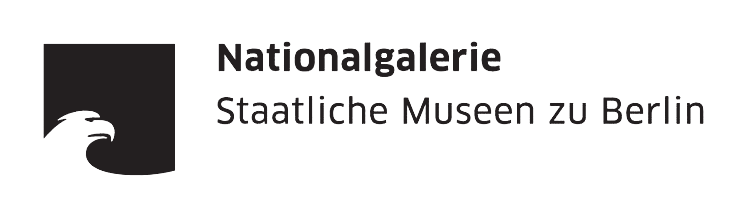 Nationalgalerie
Staatliche Museen zu Berlin